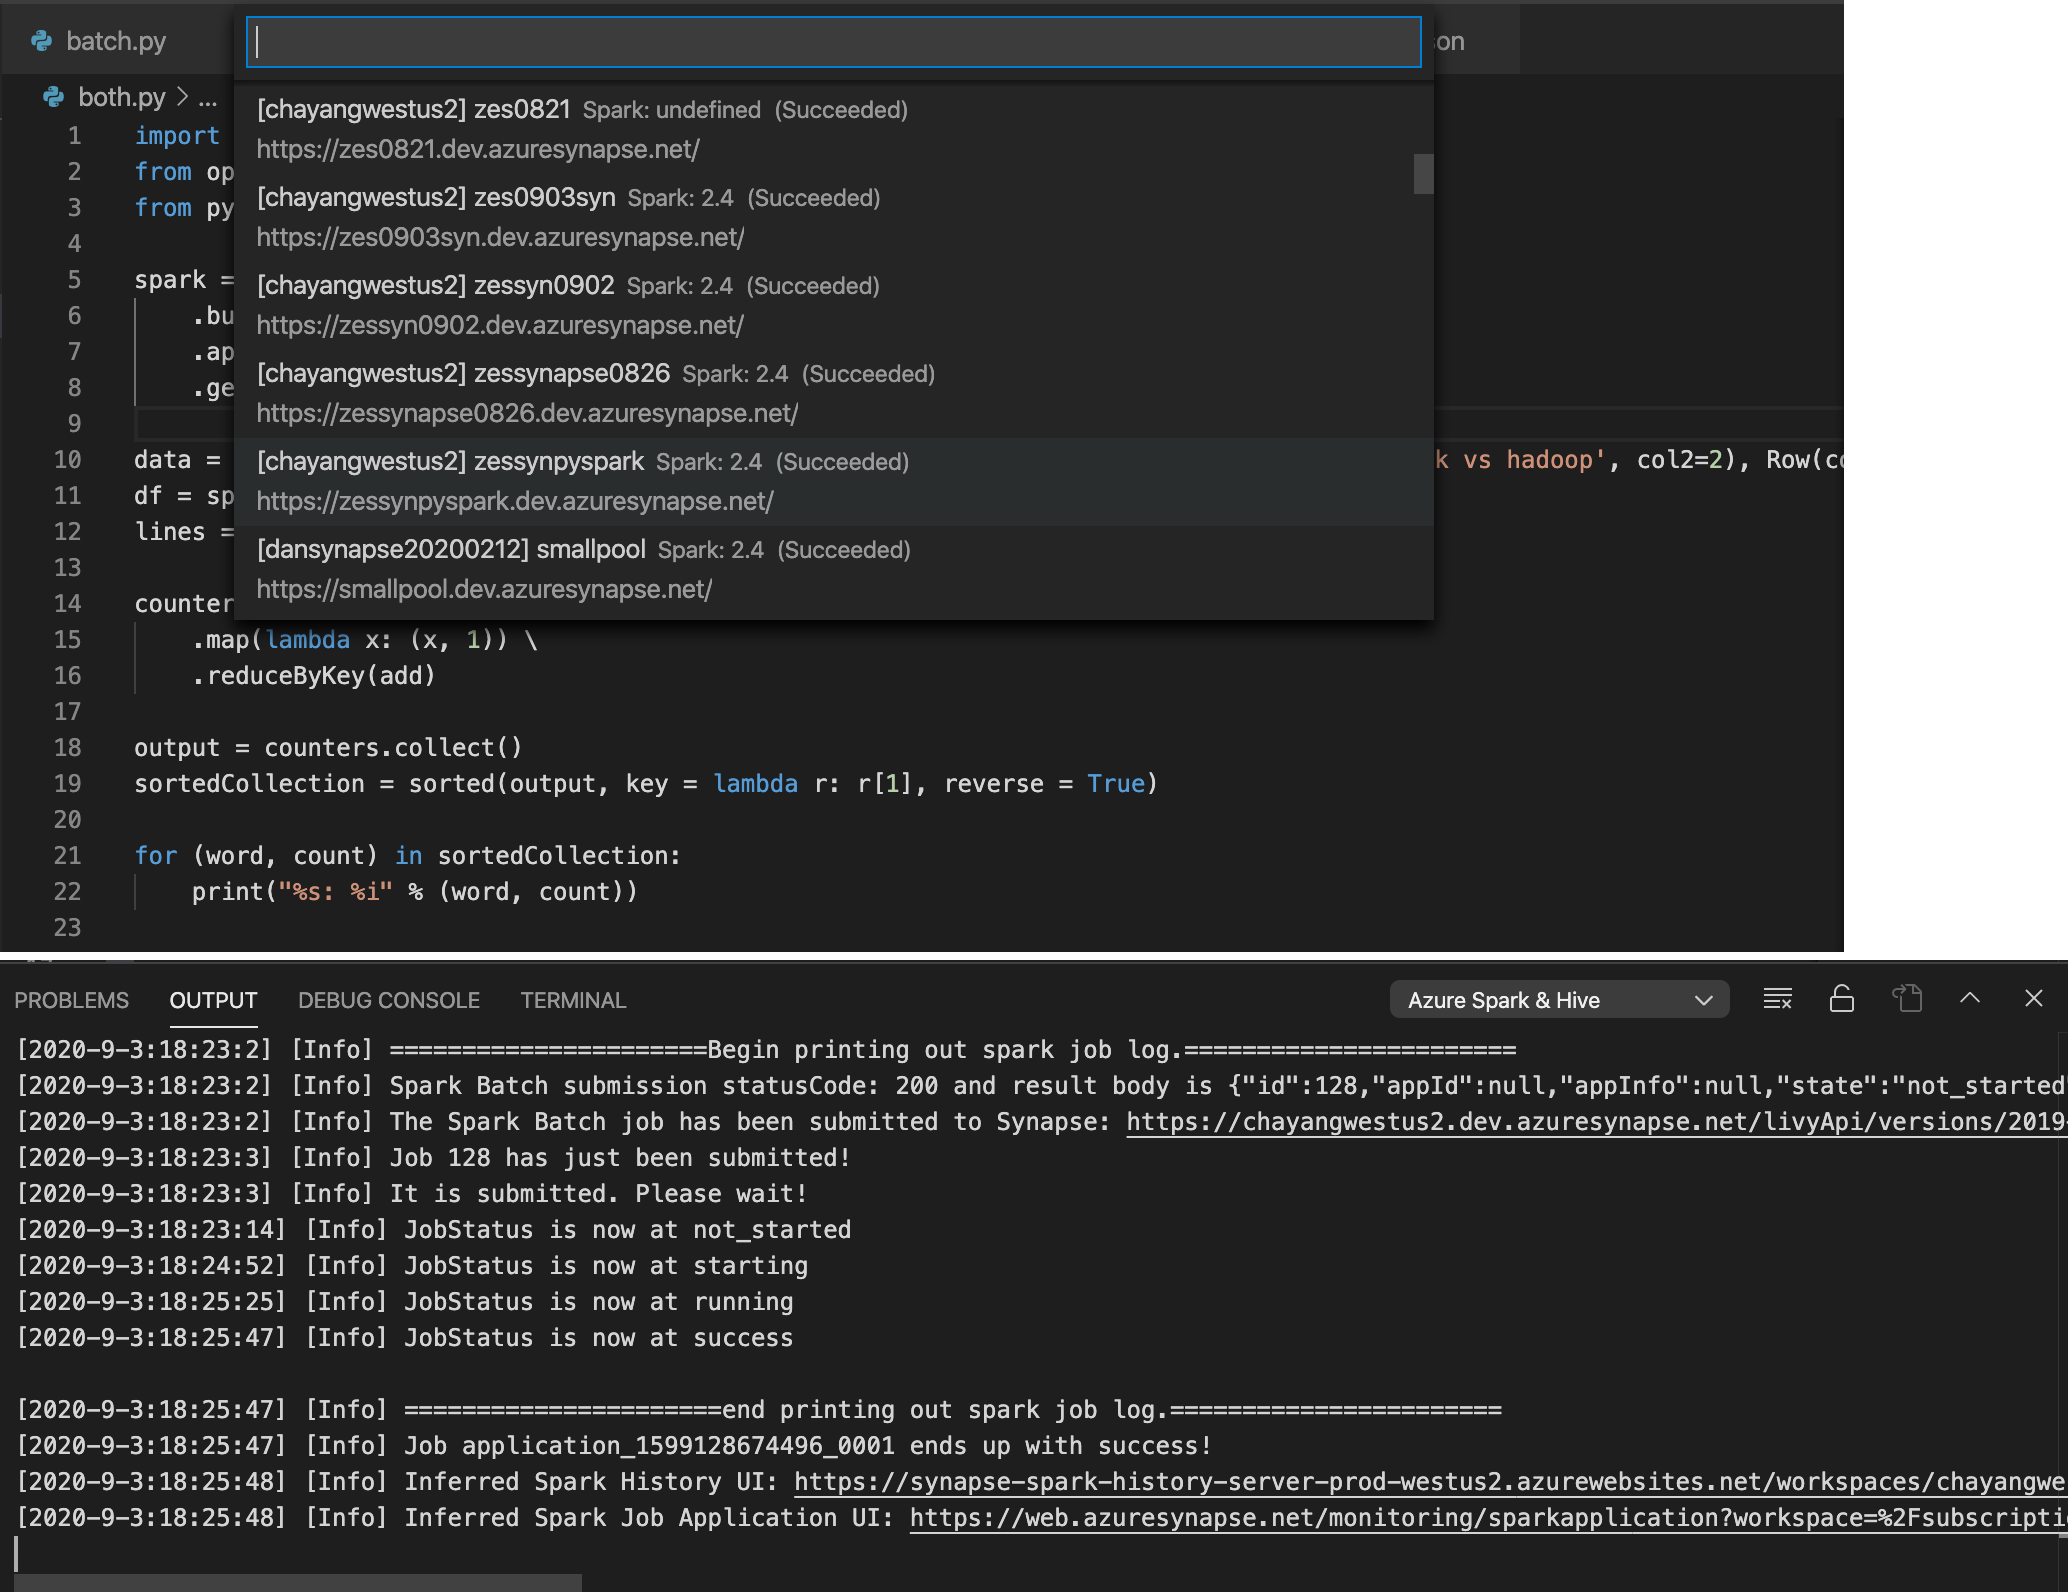 batch.py
on
both.py > ...
[chayangwestus2] zes0821 Spark: undefined (Succeeded)
https://zes0821.dev.azuresynapse.net/
[chayangwestus2] zes0903syn Spark: 2.4 (Succeeded)
https://zes0903syn.dev.azuresynapse.net/
[chayangwestus2] zessyn0902 Spark: 2.4 (Succeeded)
https://zessyn0902.dev.azuresynapse.net/
[chayangwestus2] zessynapse0826 Spark: 2.4 (Succeeded)
https://zessynapse0826.dev.azuresynapse.net/
[chayangwestus2] zessynpyspark Spark: 2.4 (Succeeded)
https://zessynpyspark.dev.azuresynapse.net/
[dansynapse20200212] smallpool Spark: 2.4 (Succeeded)
https://smallpool.dev.azuresynapse.net/
1 import
2 from op
3 from py
4
5 spark =
6 .bu
7 .ap
8 .ge
9
10 data = k vs hadoop', col2=2), Row(co
11 df = sp
12 lines =
13
14 counter
15 .map(lambda x: (x, 1)) \
16 .reduceByKey(add)
17
18 output = counters.collect()
19 sortedCollection = sorted(output, key = lambda r: r[1], reverse = True)
20
21 for (word, count) in sortedCollection:
22 print("%s: %i" % (word, count))
23
PROBLEMS OUTPUT DEBUG CONSOLE TERMINAL Azure Spark & Hive
[2020-9-3:18:23:2] [Info] ======================Begin printing out spark job log.=======================
[2020-9-3:18:23:2] [Info] Spark Batch submission statusCode: 200 and result body is {"id":128,"appId":null,"appInfo":null,"state":"not_started"
[2020-9-3:18:23:2] [Info] The Spark Batch job has been submitted to Synapse: https://chayangwestus2.dev.azuresynapse.net/livyApi/versions/2019-
[2020-9-3:18:23:3] [Info] Job 128 has just been submitted!
[2020-9-3:18:23:3] [Info] It is submitted. Please wait!
[2020-9-3:18:23:14] [Info] JobStatus is now at not_started
[2020-9-3:18:24:52] [Info] JobStatus is now at starting
[2020-9-3:18:25:25] [Info] JobStatus is now at running
[2020-9-3:18:25:47] [Info] JobStatus is now at success
[2020-9-3:18:25:47] [Info] ======================end printing out spark job log.=======================
[2020-9-3:18:25:47] [Info] Job application_1599128674496_0001 ends up with success!
[2020-9-3:18:25:48] [Info] Inferred Spark History UI: https://synapse-spark-history-server-prod-westus2.azurewebsites.net/workspaces/chayangwe
[2020-9-3:18:25:48] [Info] Inferred Spark Job Application UI: https://web.azuresynapse.net/monitoring/sparkapplication?workspace=%2Fsubscripti